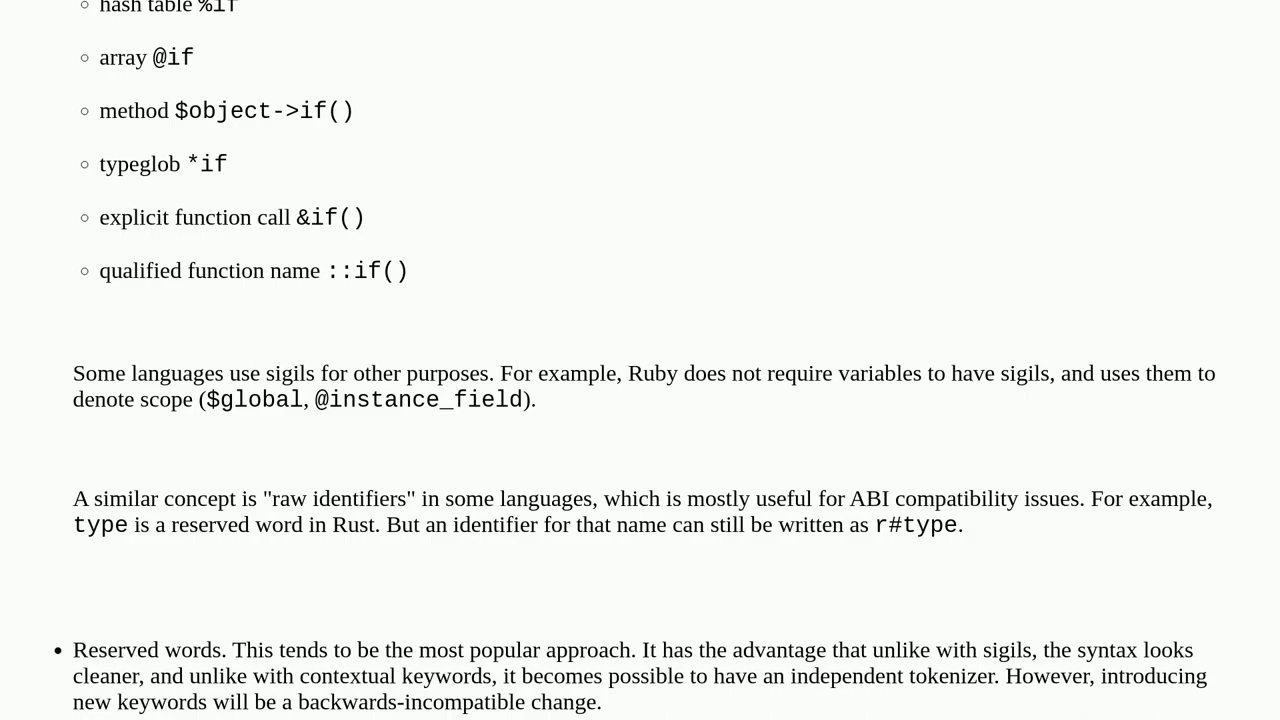 hash table %if
array @if
method $object->if()
typeglob *if
explicit function call &if()
qualified function name ::if()
Some languages use sigils for other purposes. For example, Ruby does not require variables to have sigils, and uses them to
denote scope ($global, @instance_field).
A similar concept is "raw identifiers" in some languages, which is mostly useful for ABI compatibility issues. For example,
type is a reserved word in Rust. But an identifier for that name can still be written as r#type.
Reserved words. This tends to be the most popular approach. It has the advantage that unlike with sigils, the syntax looks
cleaner, and unlike with contextual keywords, it becomes possible to have an independent tokenizer. However, introducing
new keywords will be a backwards-incompatible change.